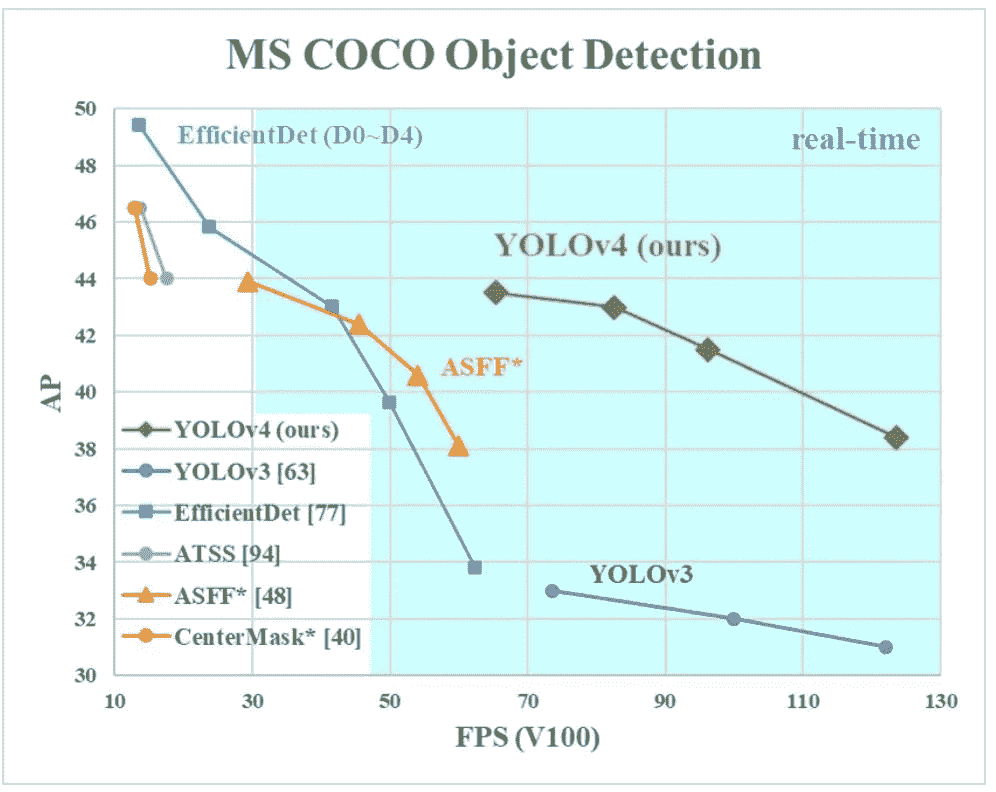 MS COCO Object Detection
50
48
46
44
42
40
38
36
34
32
30
AP
EfficientDet (D0~D4)
real-time
YOLOv4 (ours)
ASFF*
YOLOv3
YOLOv4 (ours)
YOLOv3 [63]
EfficientDet [77]
ATSS [94]
ASFF* [48]
CenterMask* [40]
10 30 50 70 90 110 130
FPS (V100)